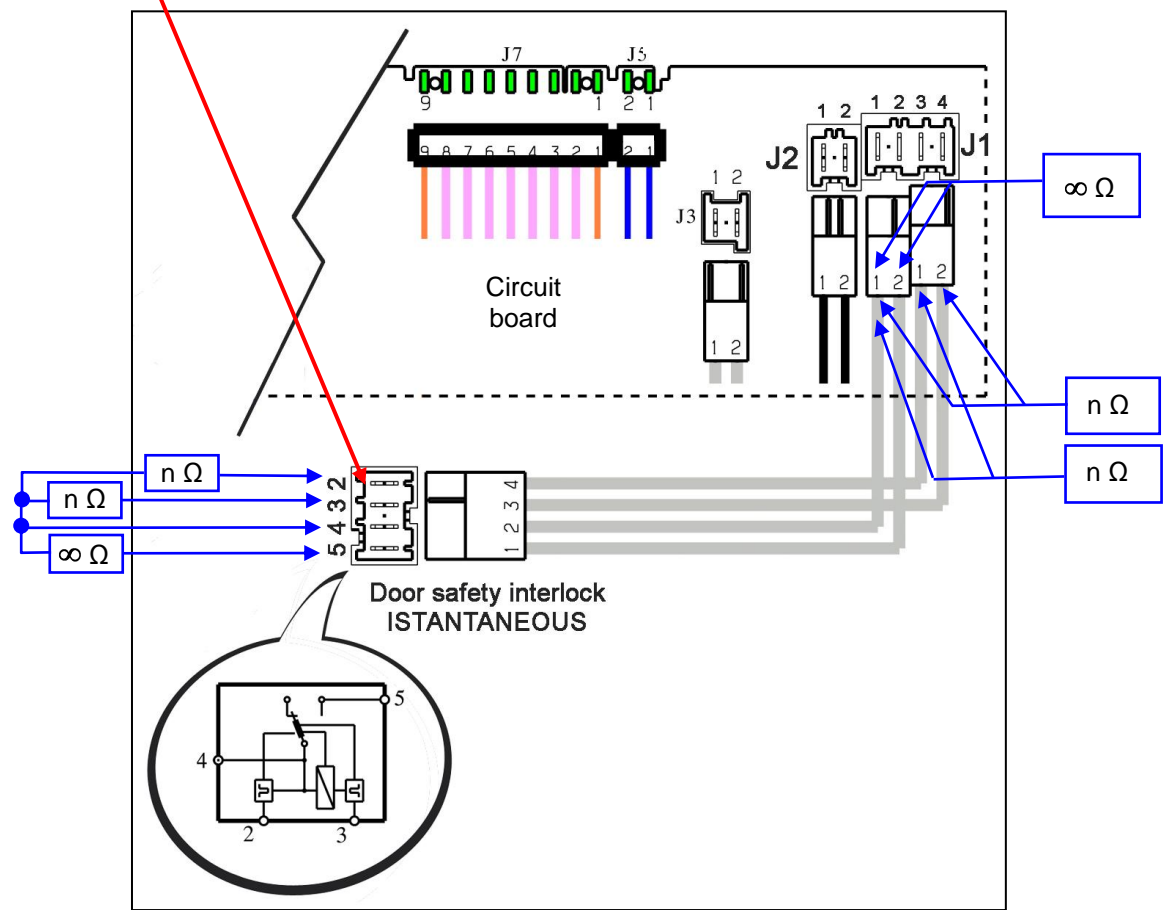 J7 J5
9 1 2 1
9 8 7 6 5 4 3 2 1 2 1
1 2 1 2 3 4
J2 J1
∞ Ω
1 2
J3
Circuit
board
1 2 1 2 1 2
1 2
n Ω
n Ω
n Ω
n Ω
∞ Ω
2 3 4 5
4 3 2 1
Door safety interlock
ISTANTANEOUS
5
4
2 3